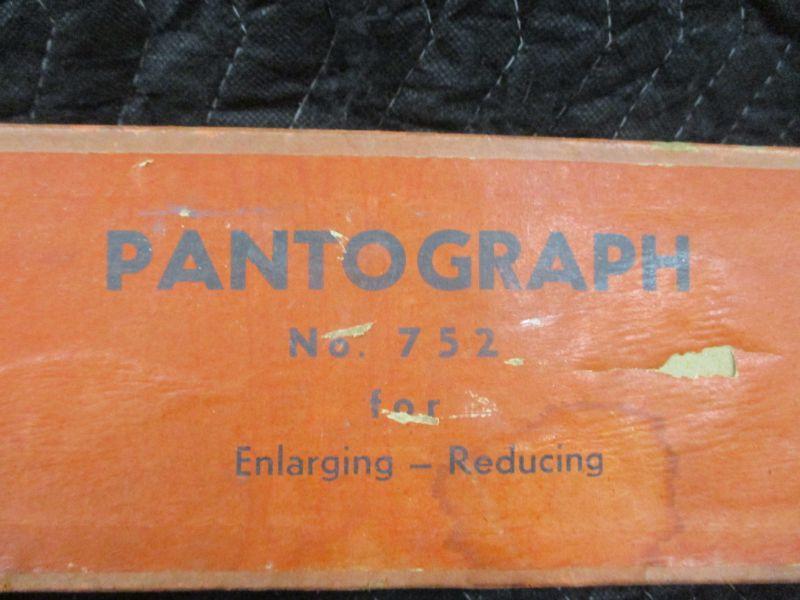 PANTOGRAPH
No. 752
for
Enlarging – Reducing